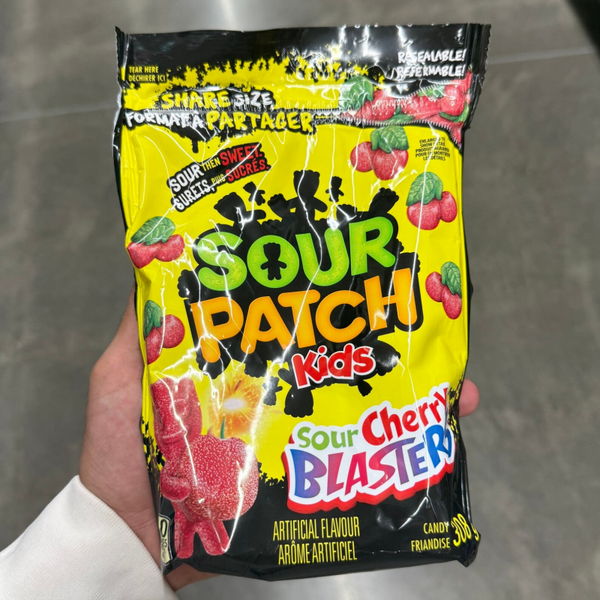 TEAR HERE
DÉCHIRER ICI
RESEALABLE!
REFERMABLE!
SHARE SIZE
FORMAT À PARTAGER
SOUR THEN SWEET.
SURETS, PUIS SUCRÉS.
SOUR
PATCH
Kids
Sour Cherry
BLASTERS
ARTIFICIAL FLAVOUR
ARÔME ARTIFICIEL
CANDY
FRIANDISE
308 g